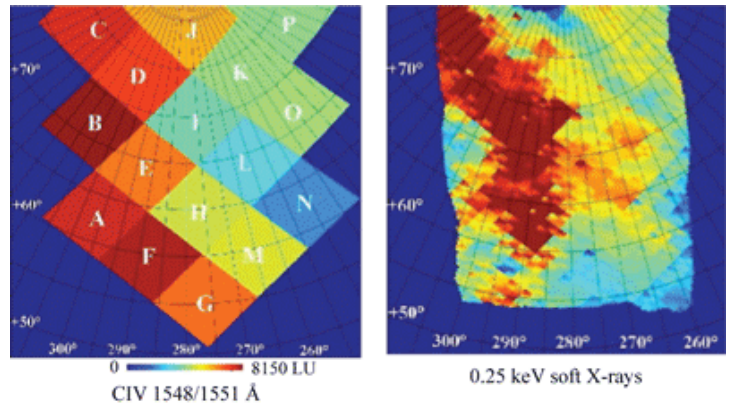 C
J
P
+70°
D
K
B
I
O
E
L
+60°
A
H
N
F
M
G
+50°
300° 290° 280° 270° 260°
0 8150 LU
CIV 1548/1551 Å
+70°
+60°
+50°
300° 290° 280° 270° 260°
0.25 keV soft X-rays